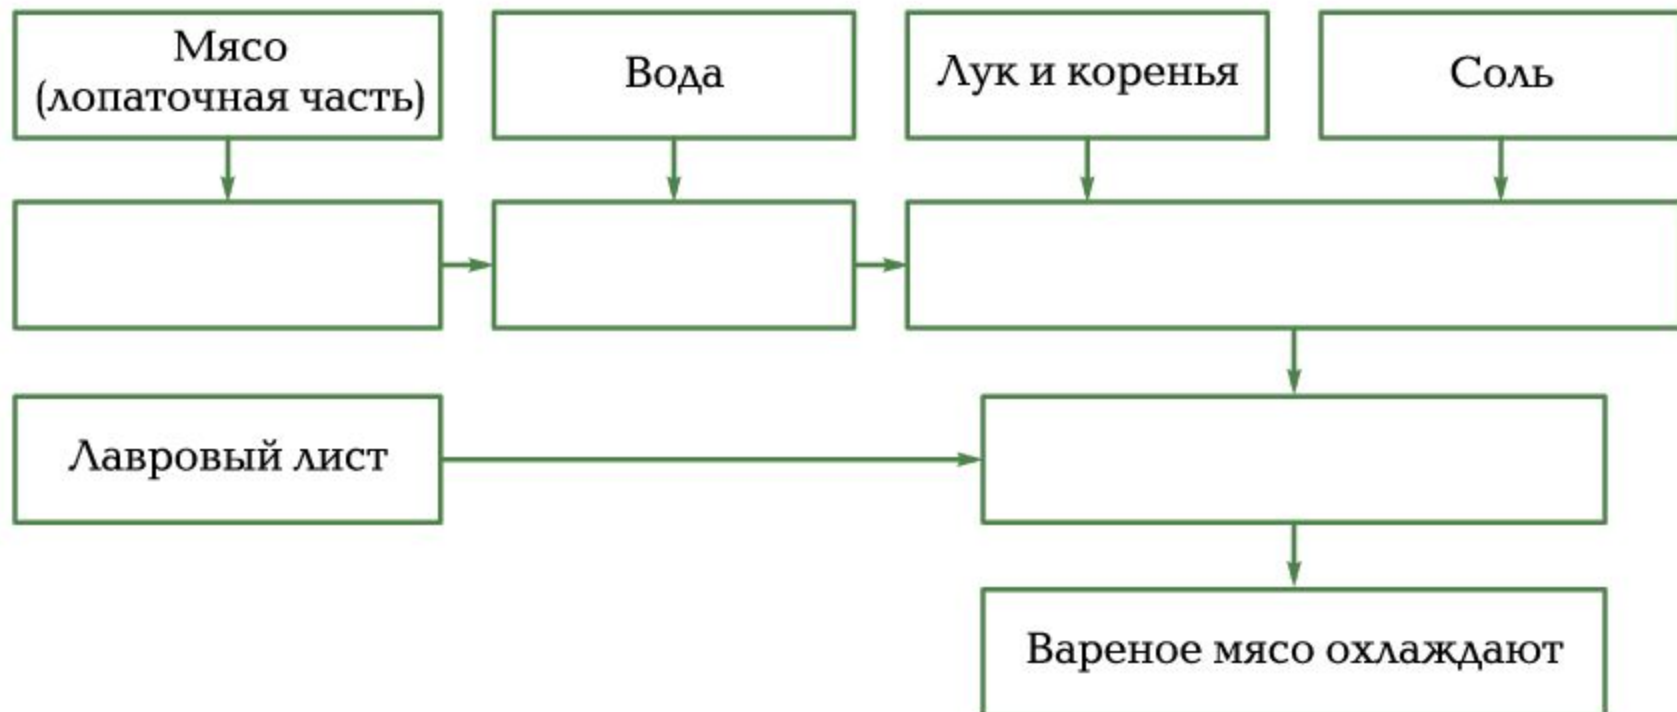 Мясо
(лопаточная часть)
Вода
Лук и коренья
Соль
Лавровый лист
Вареное мясо охлаждают